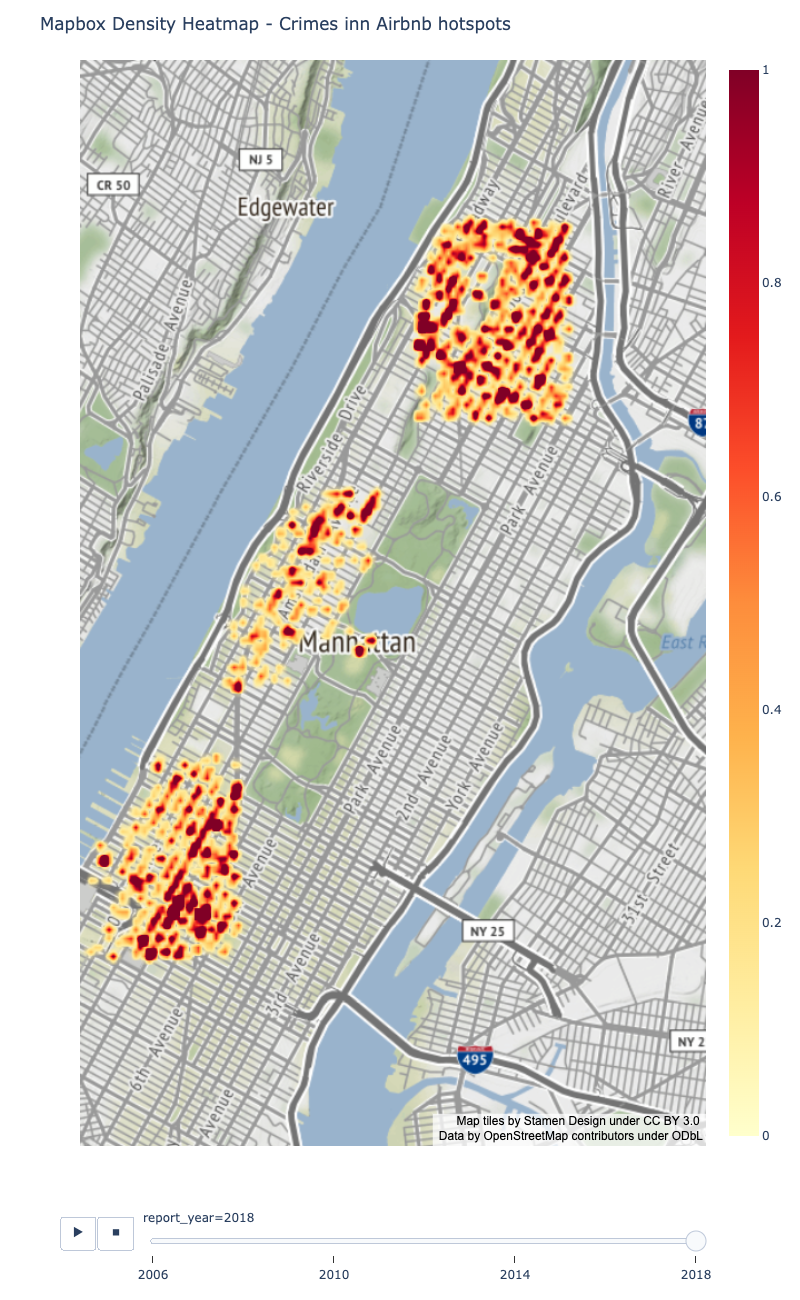 Mapbox Density Heatmap - Crimes inn Airbnb hotspots
1
NJ 5
CR 50
Edgewater
River Avenue
Palisade Avenue
0.8
87
Riverside Drive
Park Avenue
0.6
Manhattan
East R
0.4
Park Avenue
2nd Avenue
York Avenue
Avenue
31st Street
0.2
NY 25
3rd Avenue
6th Avenue
495
NY 2
Avenue
Map tiles by Stamen Design under CC BY 3.0
Data by OpenStreetMap contributors under ODbL
0
report_year=2018
2006
2010
2014
2018